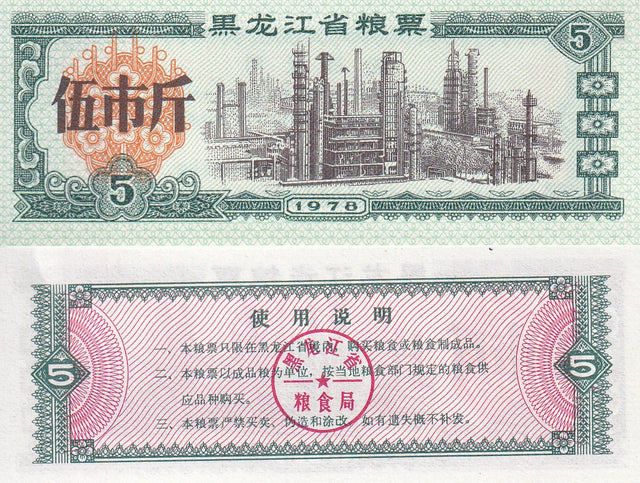 黑龙江省粮票
5
伍市斤
5
1978
使用说明
一、本粮票只限在黑龙江省境内，购买粮食或粮食制成品。
二、本粮票以成品粮为单位，按当地粮食部门规定的粮食供
应品种购买。
三、本粮票严禁买卖、伪造和涂改，如有遗失概不补发。
黑龙江省
粮食局
5
5